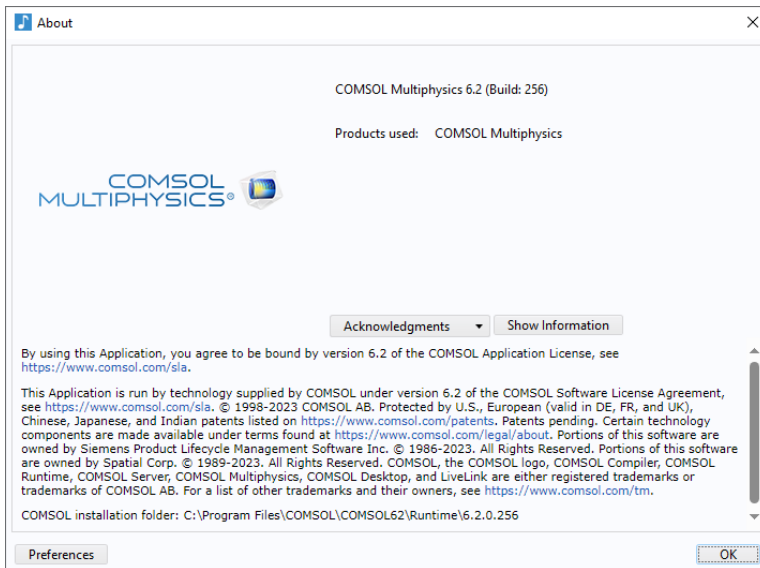 About
COMSOL Multiphysics 6.2 (Build: 256)
Products used: COMSOL Multiphysics
COMSOL
MULTIPHYSICS®
Acknowledgments
Show Information
By using this Application, you agree to be bound by version 6.2 of the COMSOL Application License, see
https://www.comsol.com/sla.
This Application is run by technology supplied by COMSOL under version 6.2 of the COMSOL Software License Agreement,
see https://www.comsol.com/sla. © 1998-2023 COMSOL AB. Protected by U.S., European (valid in DE, FR, and UK),
Chinese, Japanese, and Indian patents listed on https://www.comsol.com/patents. Patents pending. Certain technology
components are made available under terms found at https://www.comsol.com/legal/about. Portions of this software are
owned by Siemens Product Lifecycle Management Software Inc. © 1986-2023. All Rights Reserved. Portions of this software
are owned by Spatial Corp. © 1989-2023. All Rights Reserved. COMSOL, the COMSOL logo, COMSOL Compiler, COMSOL
Runtime, COMSOL Server, COMSOL Multiphysics, COMSOL Desktop, and LiveLink are either registered trademarks or
trademarks of COMSOL AB. For a list of other trademarks and their owners, see https://www.comsol.com/tm.
COMSOL installation folder: C:\Program Files\COMSOL\COMSOL62\Runtime\6.2.0.256
Preferences
OK